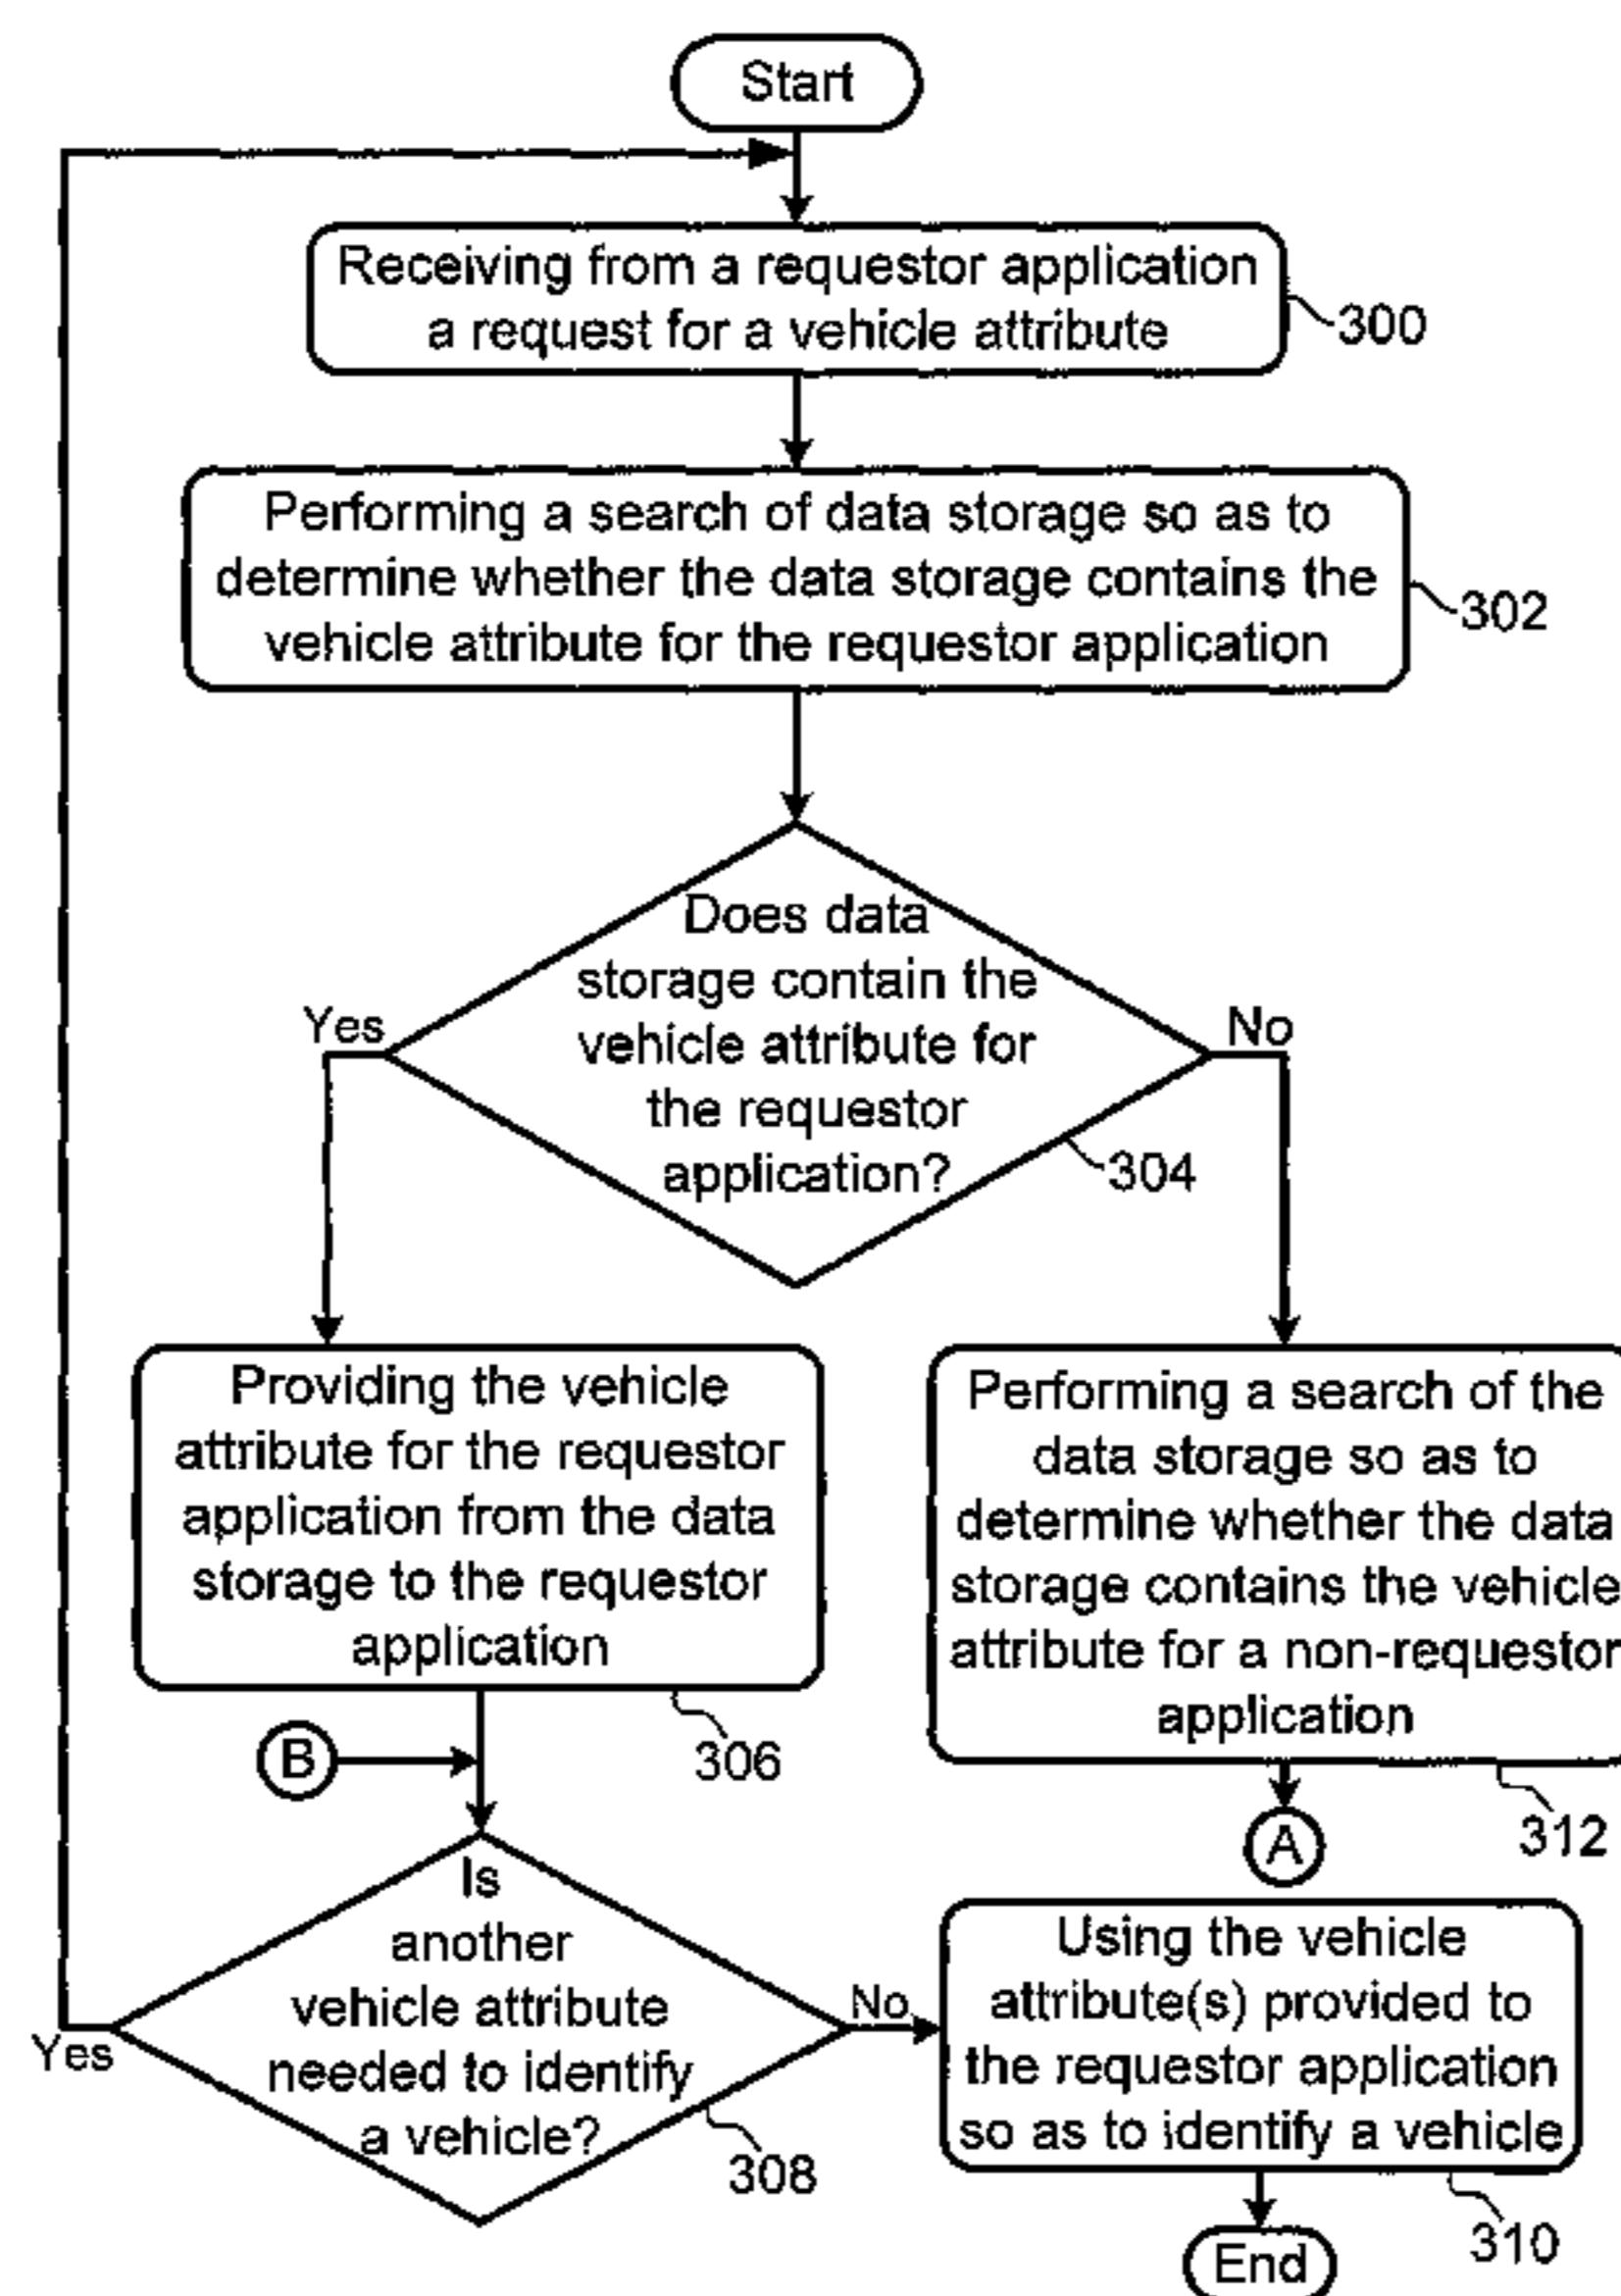 Start
Receiving from a requestor application
a request for a vehicle attribute
300
Performing a search of data storage so as to
determine whether the data storage contains the
vehicle attribute for the requestor application
302
Does data
storage contain the
vehicle attribute for
the requestor
application?
Yes
No
304
Providing the vehicle
attribute for the requestor
application from the data
storage to the requestor
application
306
Performing a search of the
data storage so as to
determine whether the data
storage contains the vehicle
attribute for a non-requestor
application
312
B
A
Is
another
vehicle attribute
needed to identify
a vehicle?
Yes
No
308
Using the vehicle
attribute(s) provided to
the requestor application
so as to identify a vehicle
310
End